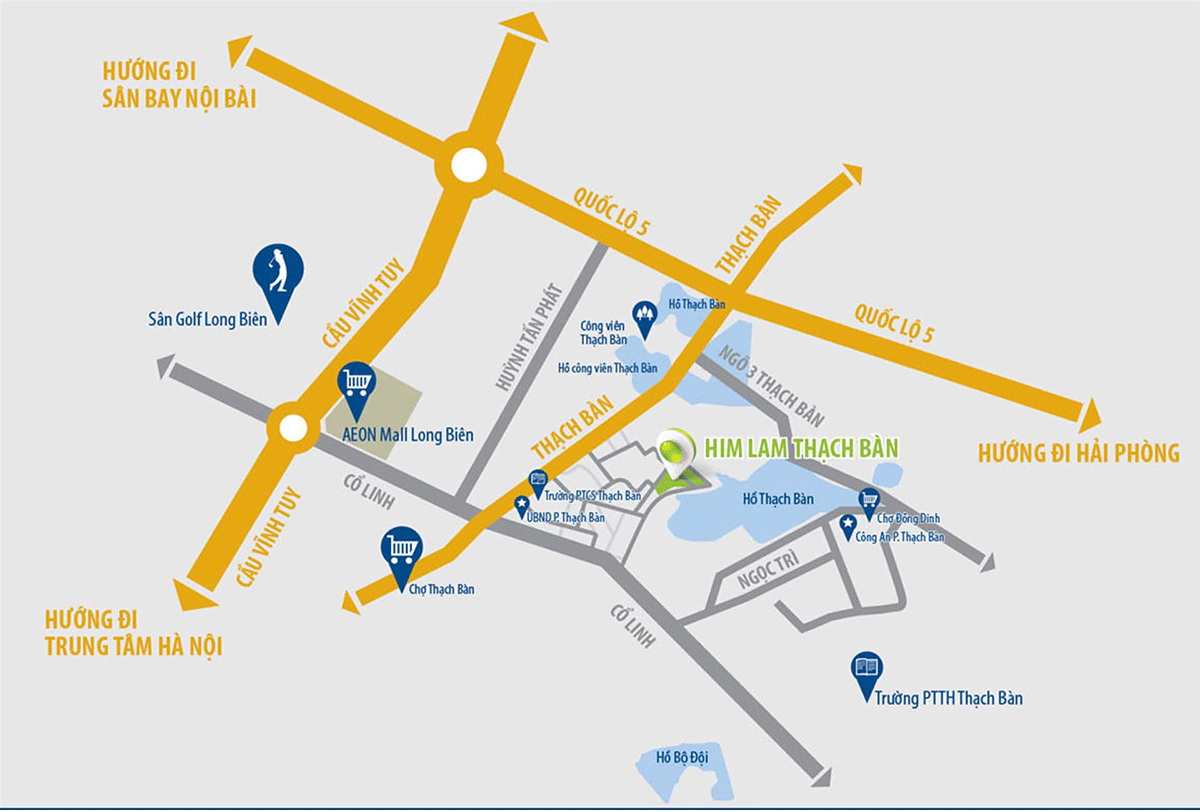 HƯỚNG ĐI
SÂN BAY NỘI BÀI
QUỐC LỘ 5
THẠCH BÀN
CẦU VĨNH TUY
Sân Golf Long Biên
HUỲNH TẤN PHÁT
Hồ Thạch Bàn
Công viên
Thạch Bàn
QUỐC LỘ 5
Hồ công viên Thạch Bàn
NGÕ 3 THẠCH BÀN
AEON Mall Long Biên
THẠCH BÀN
HIM LAM THẠCH BÀN
HƯỚNG ĐI HẢI PHÒNG
CỔ LINH
Trường PTCS Thạch Bàn
Hồ Thạch Bàn
UBND P. Thạch Bàn
Chợ Đồng Dinh
Công An P. Thạch Bàn
CẦU VĨNH TUY
NGỌC TRÌ
Chợ Thạch Bàn
HƯỚNG ĐI
TRUNG TÂM HÀ NỘI
CỔ LINH
Trường PTTH Thạch Bàn
Hồ Bộ Đội